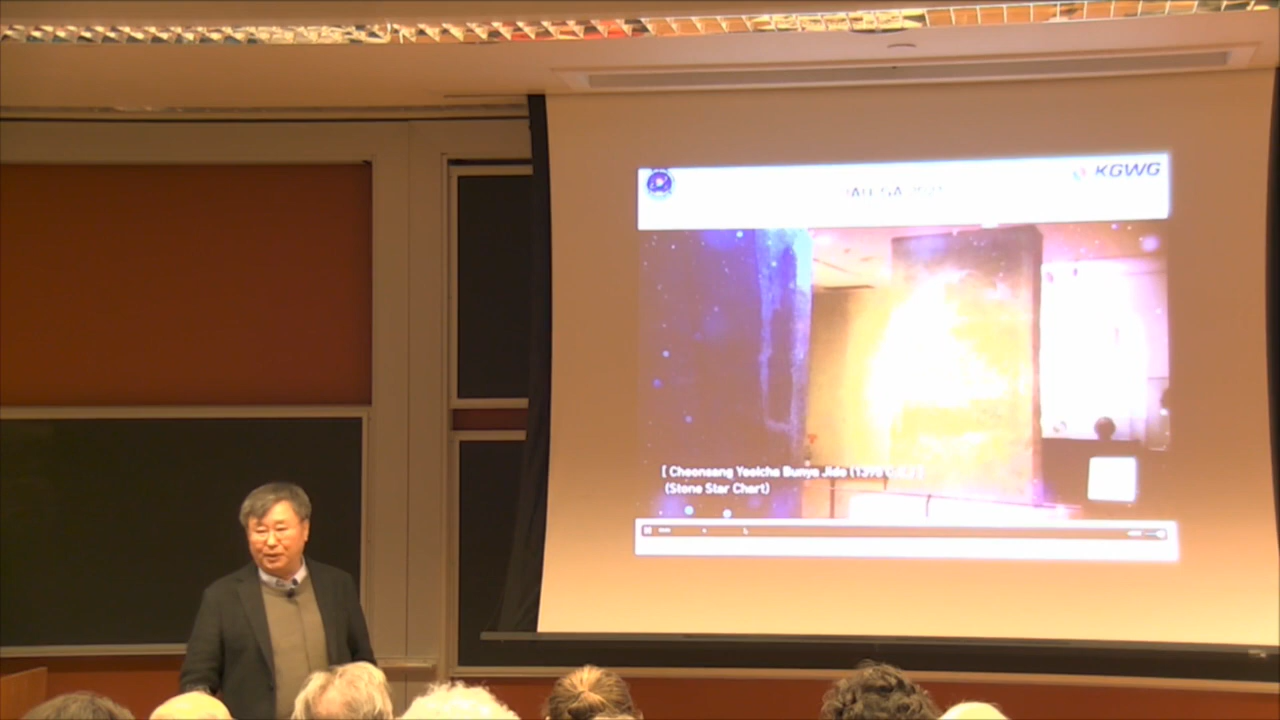 KGWG
[ Cheonsang Yeolcha Bunya Jido (1395 C.E.) ]
(Stone Star Chart)